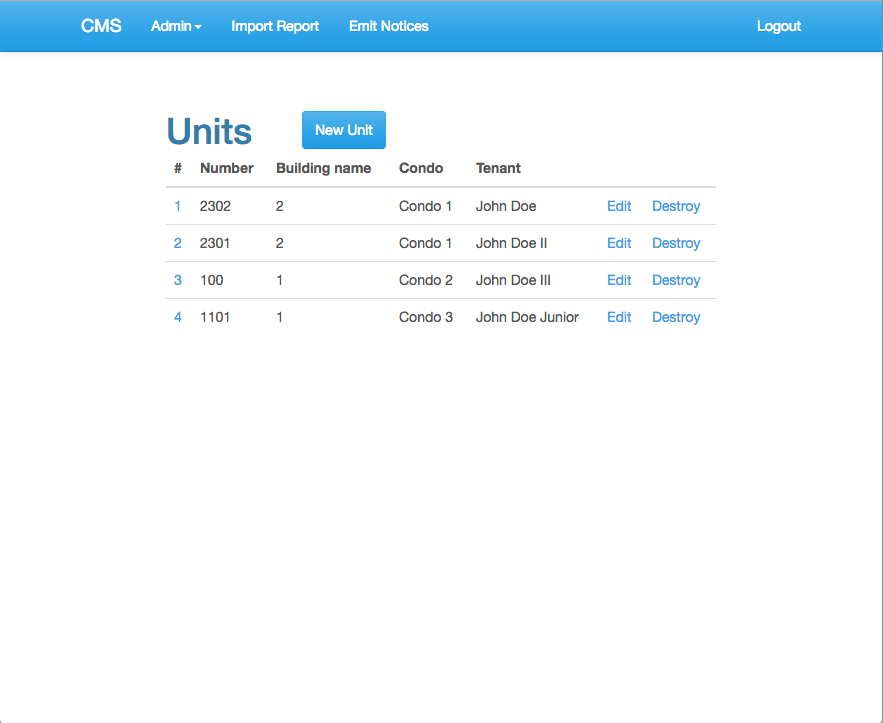 CMS Admin Import Report Emit Notices Logout
Units New Unit
# Number Building name Condo Tenant
1 2302 2 Condo 1 John Doe Edit Destroy
2 2301 2 Condo 1 John Doe II Edit Destroy
3 100 1 Condo 2 John Doe III Edit Destroy
4 1101 1 Condo 3 John Doe Junior Edit Destroy